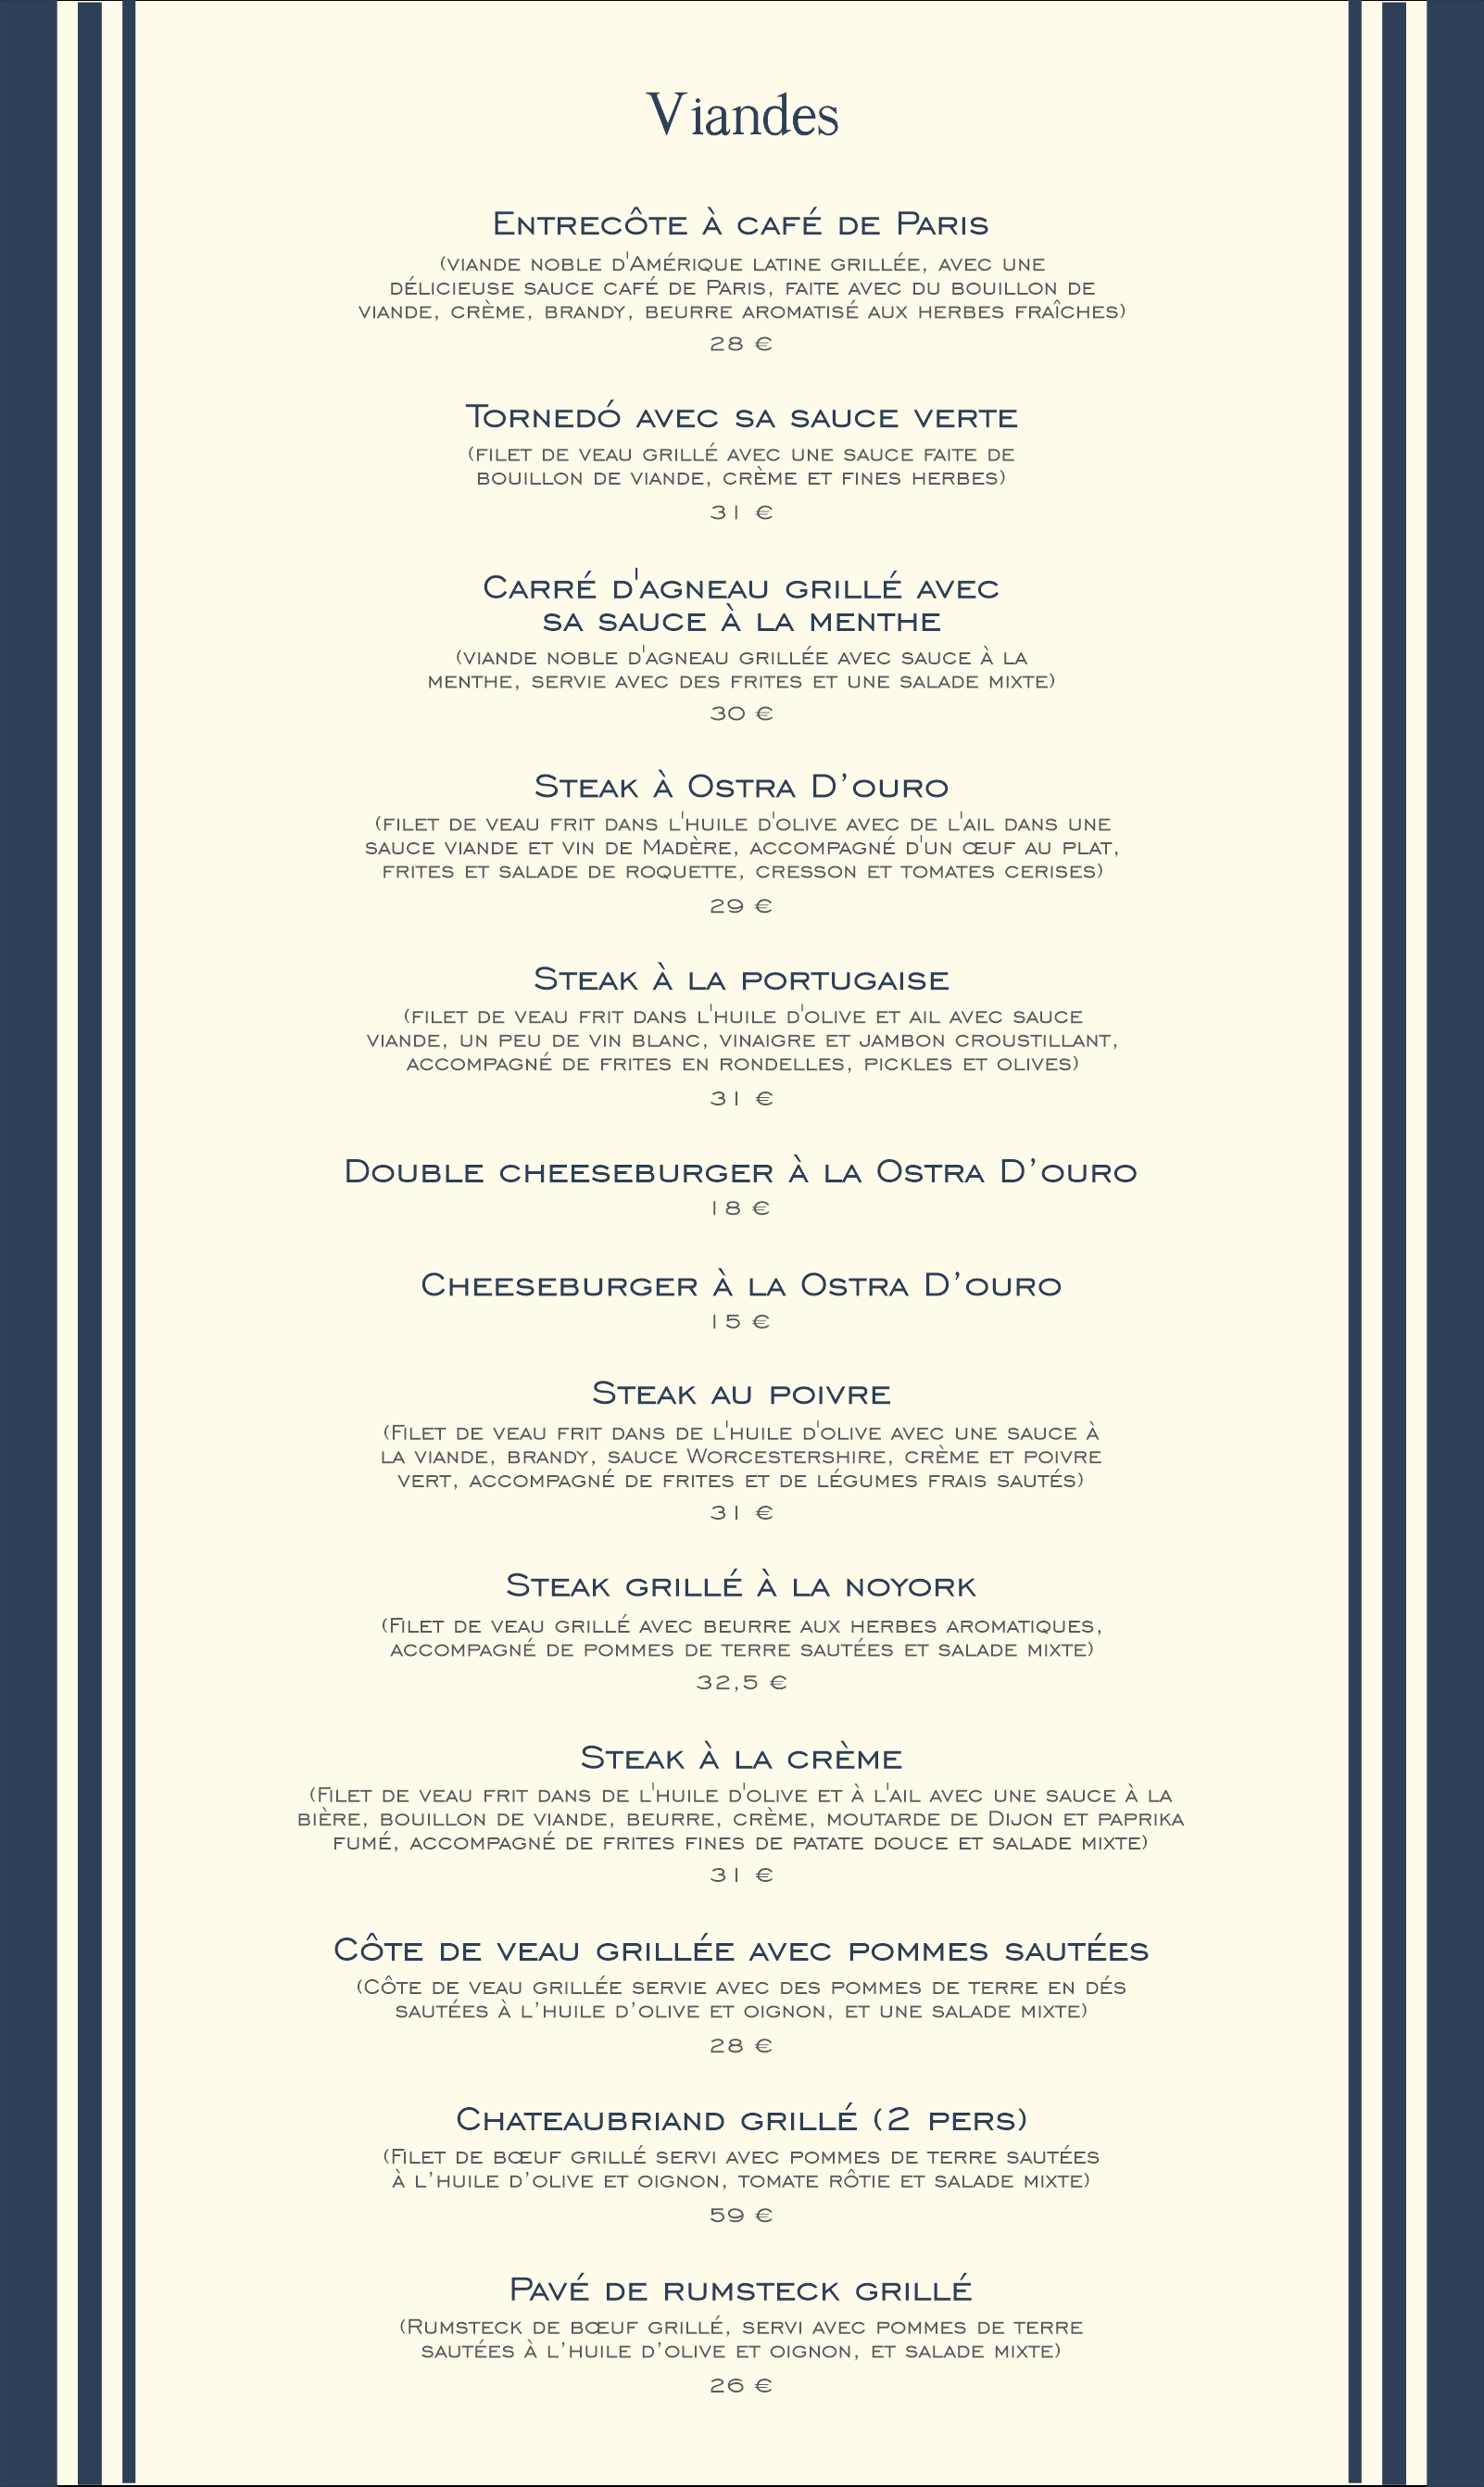 Viandes
Entrecôte à café de Paris
(viande noble d'Amérique latine grillée, avec une
délicieuse sauce café de Paris, faite avec du bouillon de
viande, crème, brandy, beurre aromatisé aux herbes fraîches)
28 €
Tornedó avec sa sauce verte
(filet de veau grillé avec une sauce faite de
bouillon de viande, crème et fines herbes)
31 €
Carré d'agneau grillé avec
sa sauce à la menthe
(viande noble d'agneau grillée avec sauce à la
menthe, servie avec des frites et une salade mixte)
30 €
Steak à Ostra D’ouro
(filet de veau frit dans l'huile d'olive avec de l'ail dans une
sauce viande et vin de Madère, accompagné d'un œuf au plat,
frites et salade de roquette, cresson et tomates cerises)
29 €
Steak à la portugaise
(filet de veau frit dans l'huile d'olive et ail avec sauce
viande, un peu de vin blanc, vinaigre et jambon croustillant,
accompagné de frites en rondelles, pickles et olives)
31 €
Double cheeseburger à la Ostra D’ouro
18 €
Cheeseburger à la Ostra D’ouro
15 €
Steak au poivre
(Filet de veau frit dans de l'huile d'olive avec une sauce à
la viande, brandy, sauce Worcestershire, crème et poivre
vert, accompagné de frites et de légumes frais sautés)
31 €
Steak grillé à la noyork
(Filet de veau grillé avec beurre aux herbes aromatiques,
accompagné de pommes de terre sautées et salade mixte)
32,5 €
Steak à la crème
(Filet de veau frit dans de l'huile d'olive et à l'ail avec une sauce à la
bière, bouillon de viande, beurre, crème, moutarde de Dijon et paprika
fumé, accompagné de frites fines de patate douce et salade mixte)
31 €
Côte de veau grillée avec pommes sautées
(Côte de veau grillée servie avec des pommes de terre en dés
sautées à l’huile d’olive et oignon, et une salade mixte)
28 €
Chateaubriand grillé (2 pers)
(Filet de bœuf grillé servi avec pommes de terre sautées
à l’huile d’olive et oignon, tomate rôtie et salade mixte)
59 €
Pavé de rumsteck grillé
(Rumsteck de bœuf grillé, servi avec pommes de terre
sautées à l’huile d’olive et oignon, et salade mixte)
26 €